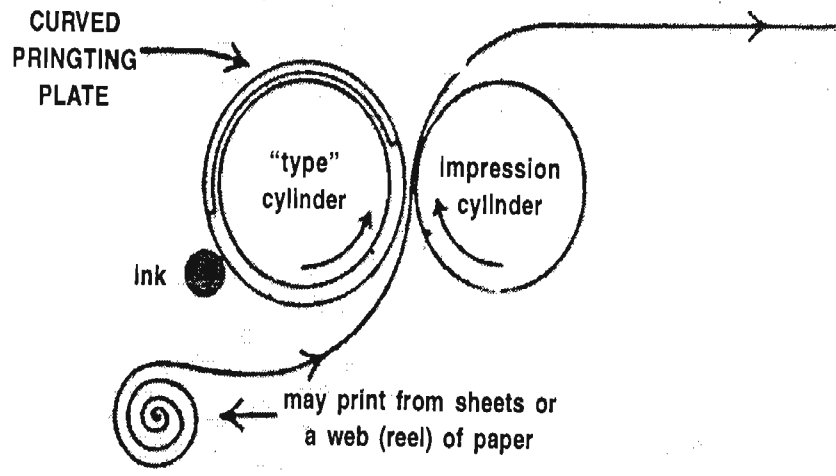 CURVED
PRINGTING
PLATE
"type"
cylinder
impression
cylinder
ink
may print from sheets or
a web (reel) of paper